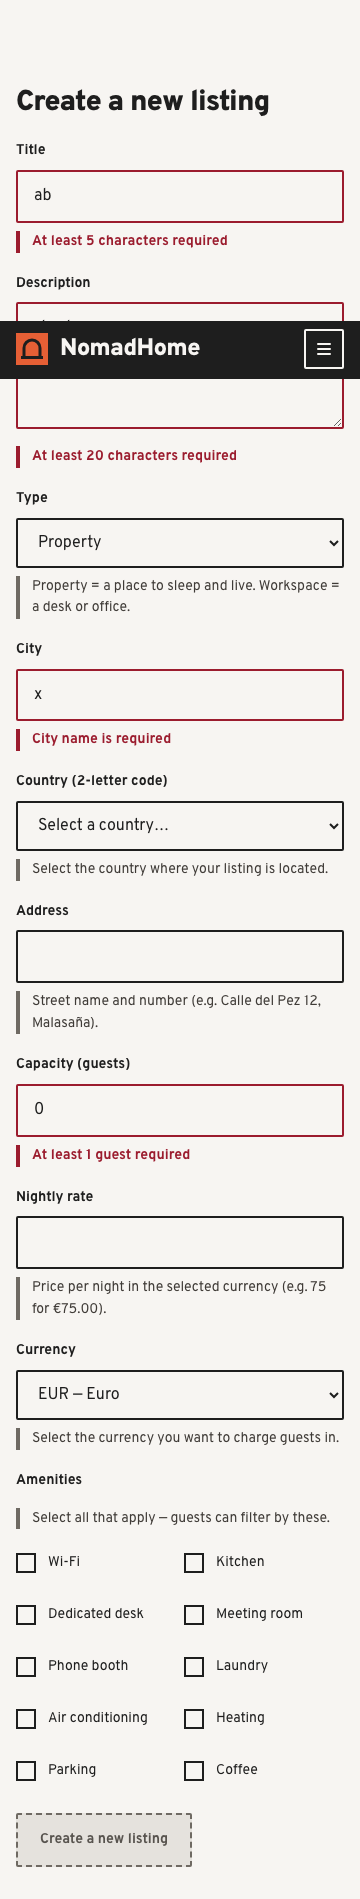 Create a new listing
Title
ab
At least 5 characters required
Description
NomadHome
At least 20 characters required
Type
Property
Property = a place to sleep and live. Workspace =
a desk or office.
City
x
City name is required
Country (2-letter code)
Select a country...
Select the country where your listing is located.
Address
Street name and number (e.g. Calle del Pez 12,
Malasaña).
Capacity (guests)
0
At least 1 guest required
Nightly rate
Price per night in the selected currency (e.g. 75
for €75.00).
Currency
EUR — Euro
Select the currency you want to charge guests in.
Amenities
Select all that apply — guests can filter by these.
Wi-Fi
Kitchen
Dedicated desk
Meeting room
Phone booth
Laundry
Air conditioning
Heating
Parking
Coffee
Create a new listing